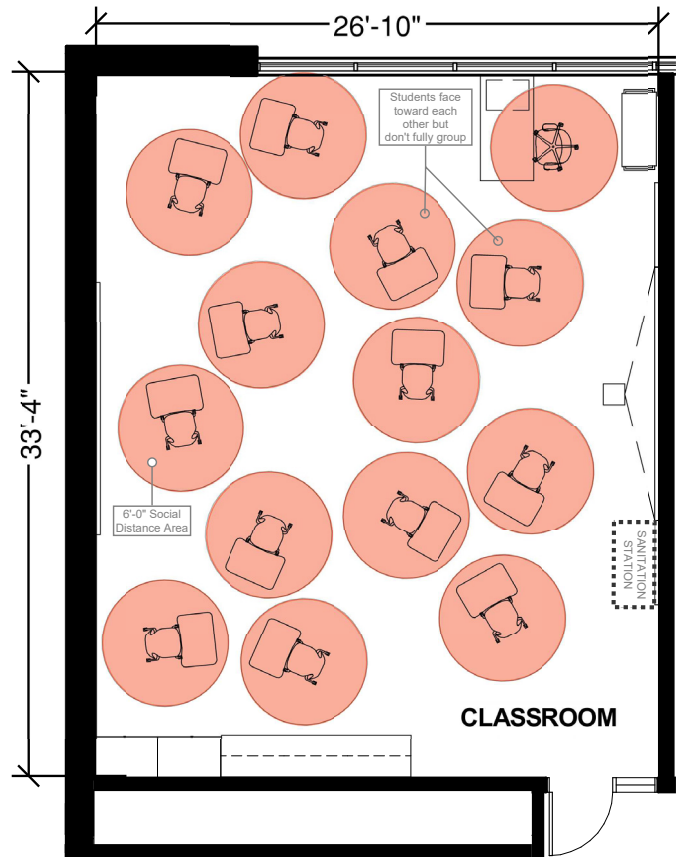 26'-10"
Students face
toward each
other but
don't fully group
33'-4"
6'-0" Social
Distance Area
SANITATION
STATION
CLASSROOM